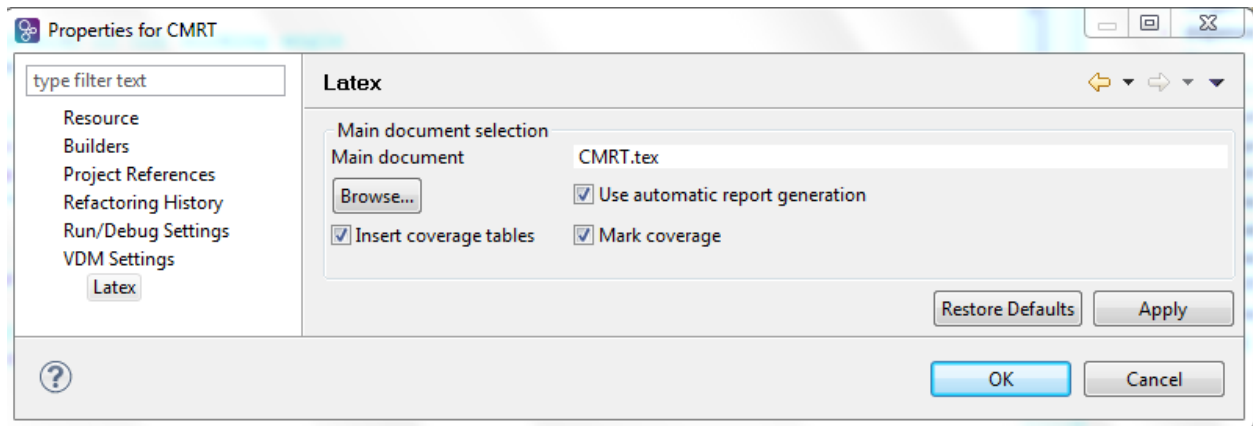 Properties for CMRT
type filter text
Resource
Builders
Project References
Refactoring History
Run/Debug Settings
VDM Settings
Latex
Latex
Main document selection
Main document CMRT.tex
Browse... Use automatic report generation
Insert coverage tables Mark coverage
Restore Defaults Apply
? OK Cancel